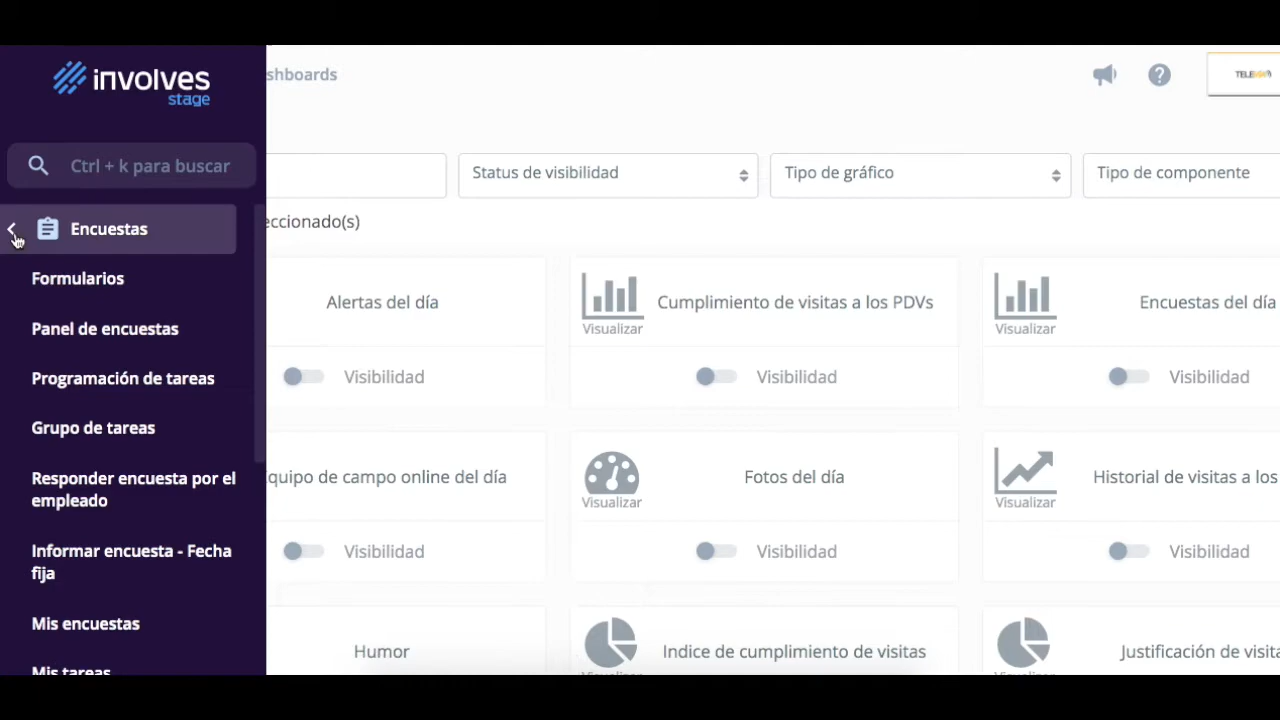 involves
stage
Ctrl + k para buscar
Encuestas
Formularios
Panel de encuestas
Programación de tareas
Grupo de tareas
Responder encuesta por el
empleado
Informar encuesta - Fecha
fija
Mis encuestas
Mis tareas
shboards
TELEVÍA
Status de visibilidad
Tipo de gráfico
Tipo de componente
eccionado(s)
Alertas del día
Visibilidad
Visualizar
Cumplimiento de visitas a los PDVs
Visibilidad
Visualizar
Encuestas del día
Visibilidad
quipo de campo online del día
Visibilidad
Visualizar
Fotos del día
Visibilidad
Visualizar
Historial de visitas a los
Visibilidad
Humor
Indice de cumplimiento de visitas
Justificación de visita